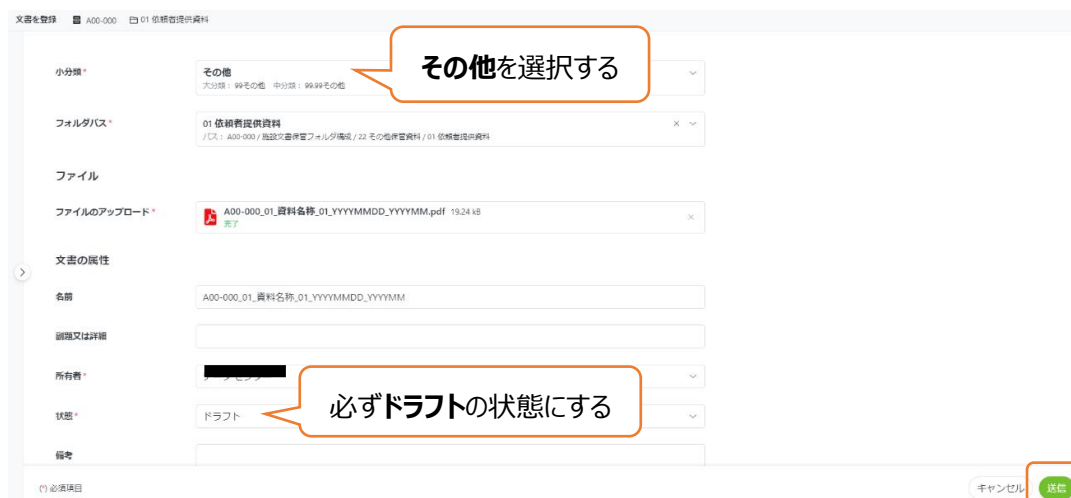 文書を登録 A00-000 01 依頼者提供資料
その他を選択する
小分類*
その他
大分類： 99その他 中分類： 99.99その他
フォルダパス*
01 依頼者提供資料
パス： A00-000 / 施設文書保管フォルダ構成 / 22 その他保管資料 / 01 依頼者提供資料
ファイル
ファイルのアップロード*
A00-000_01_資料名称_01_YYYYMMDD_YYYYMM.pdf 19.24 kB
完了
文書の属性
名前
A00-000_01_資料名称_01_YYYYMMDD_YYYYMM
副題又は詳細
所有者*
状態*
ドラフト
必ずドラフトの状態にする
備考
(*) 必須項目
キャンセル 送信